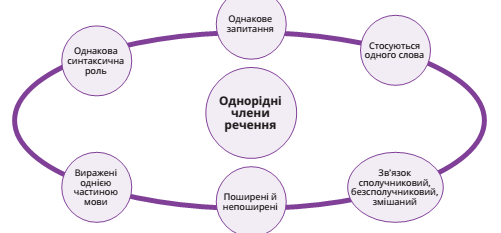 Однакове
запитання
Однакова
синтаксична
роль
Стосуються
одного слова
Однорідні
члени
речення
Виражені
однією
частиною
мови
Поширені й
непоширені
Зв'язок
сполучниковий,
безсполучниковий,
змішаний